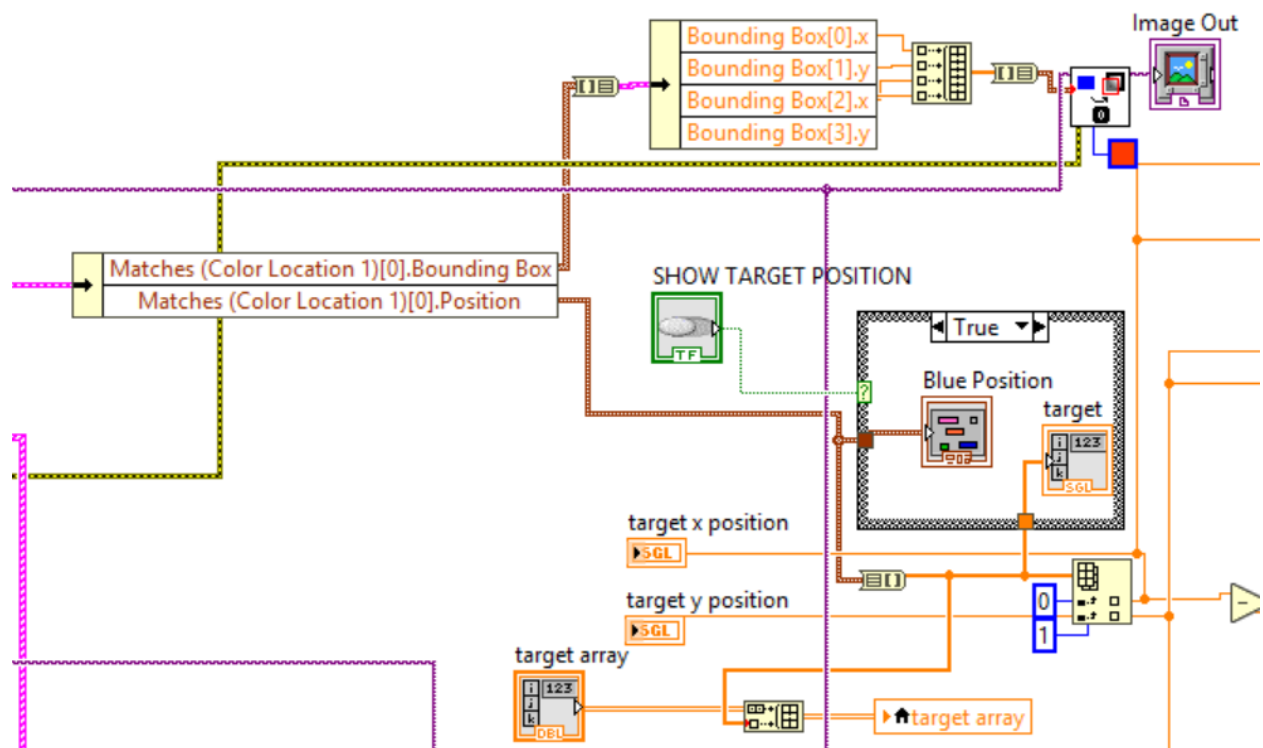 Image Out
Bounding Box[0].x
Bounding Box[1].y
Bounding Box[2].x
Bounding Box[3].y
0
Matches (Color Location 1)[0].Bounding Box
Matches (Color Location 1)[0].Position
SHOW TARGET POSITION
TF
True
?
Blue Position
target
i
j
k
123
SGL
target x position
SGL
target y position
SGL
0
1
target array
i
j
k
123
DBL
target array